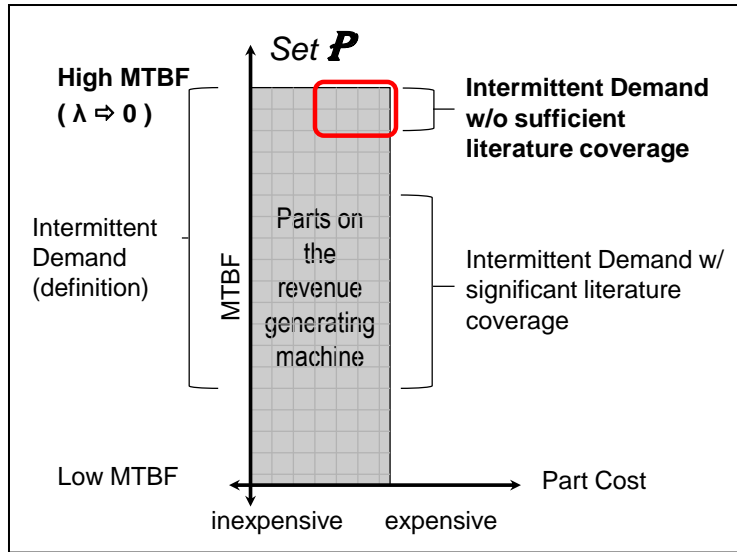 Set P
High MTBF
( λ ⇨ 0 )
Intermittent Demand
w/o sufficient
literature coverage
Intermittent
Demand
(definition)
MTBF
Parts on
the
revenue
generating
machine
Intermittent Demand w/
significant literature
coverage
Low MTBF
Part Cost
inexpensive
expensive